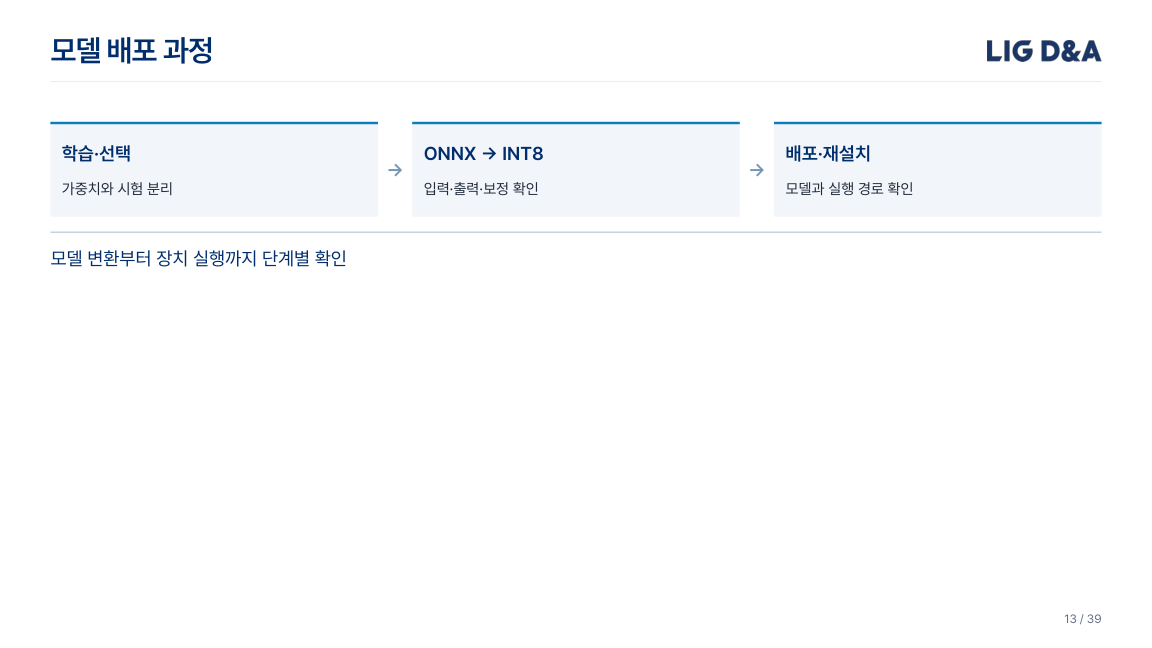 모델 배포 과정
LIG D&A
학습·선택
가중치와 시험 분리
→
ONNX → INT8
입력·출력·보정 확인
→
배포·재설치
모델과 실행 경로 확인
모델 변환부터 장치 실행까지 단계별 확인
13 / 39